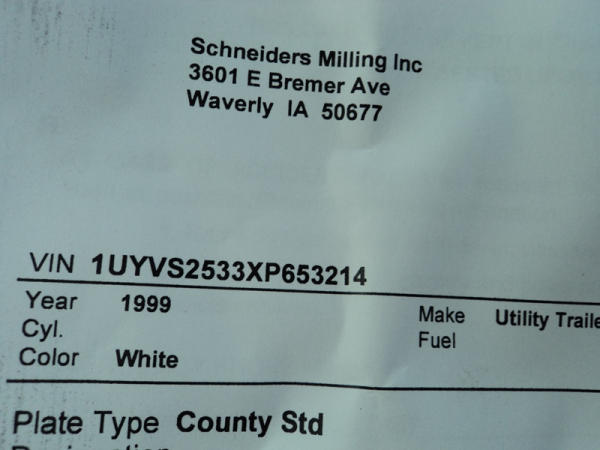 Schneiders Milling Inc
3601 E Bremer Ave
Waverly IA 50677
VIN 1UYVS2533XP653214
Year 1999 Make Utility Traile
Cyl. Fuel
Color White
Plate Type County Std